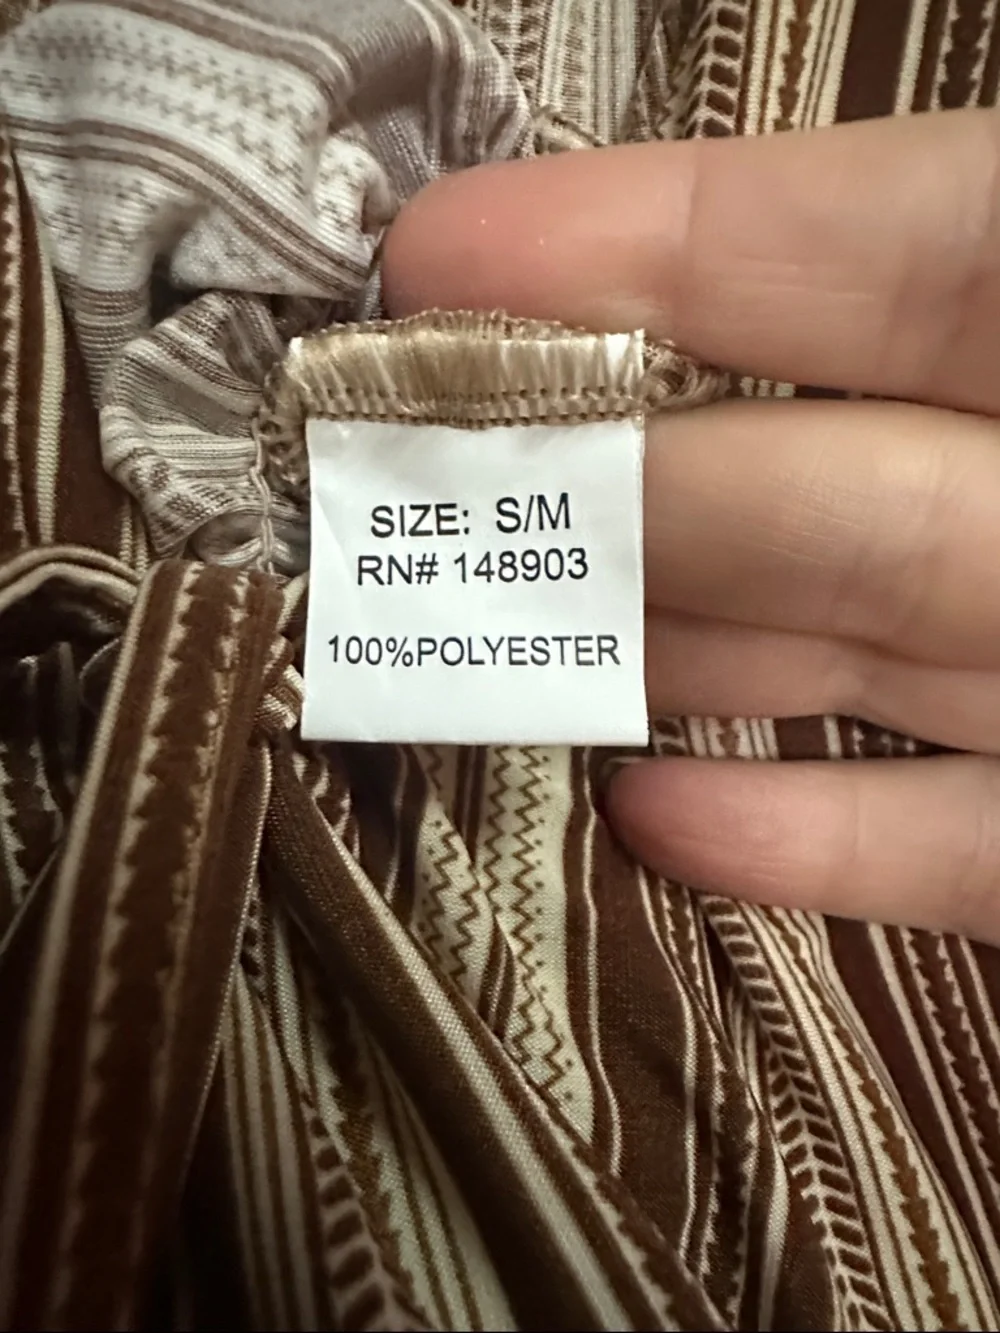 SIZE: S/M
RN# 148903
100%POLYESTER